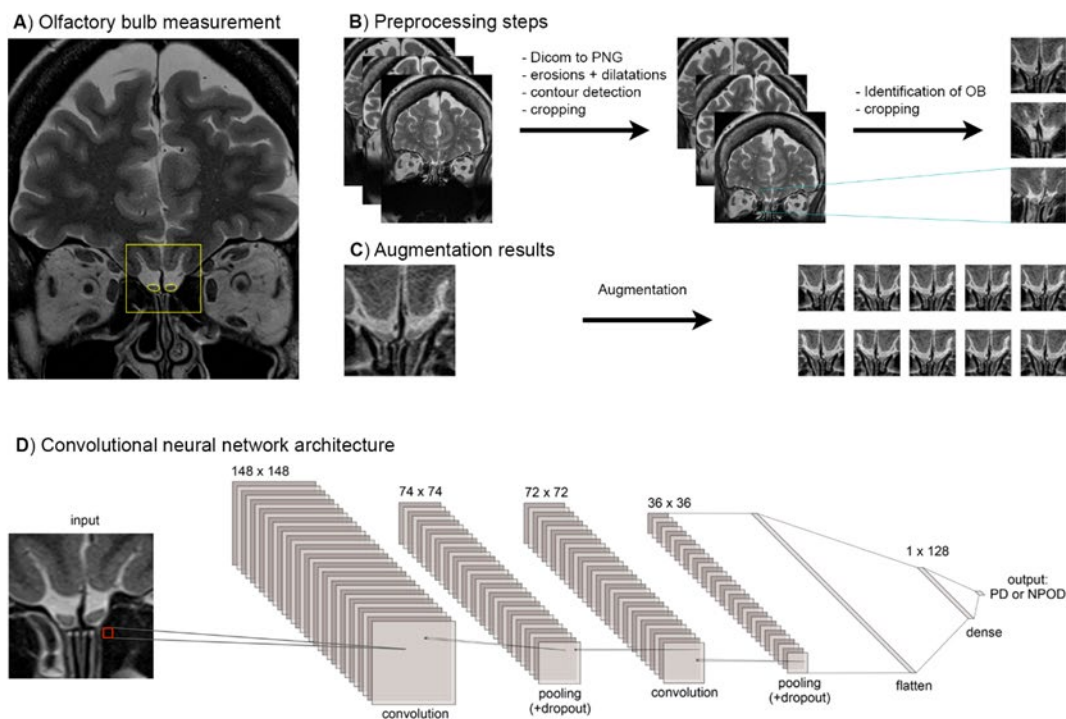 A) Olfactory bulb measurement
B) Preprocessing steps
- Dicom to PNG
- erosions + dilatations
- contour detection
- cropping
- Identification of OB
- cropping
C) Augmentation results
Augmentation
D) Convolutional neural network architecture
input
148 x 148
convolution
74 x 74
pooling
(+dropout)
72 x 72
convolution
36 x 36
pooling
(+dropout)
flatten
1 x 128
dense
output:
PD or NPOD